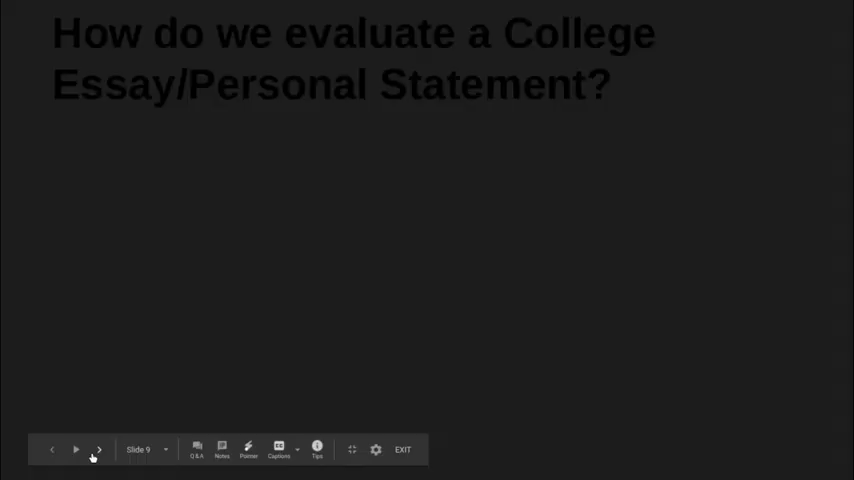 How do we evaluate a College
Essay/Personal Statement?
Slide 9
Q&A
Notes
Pointer
Captions
Tips
EXIT